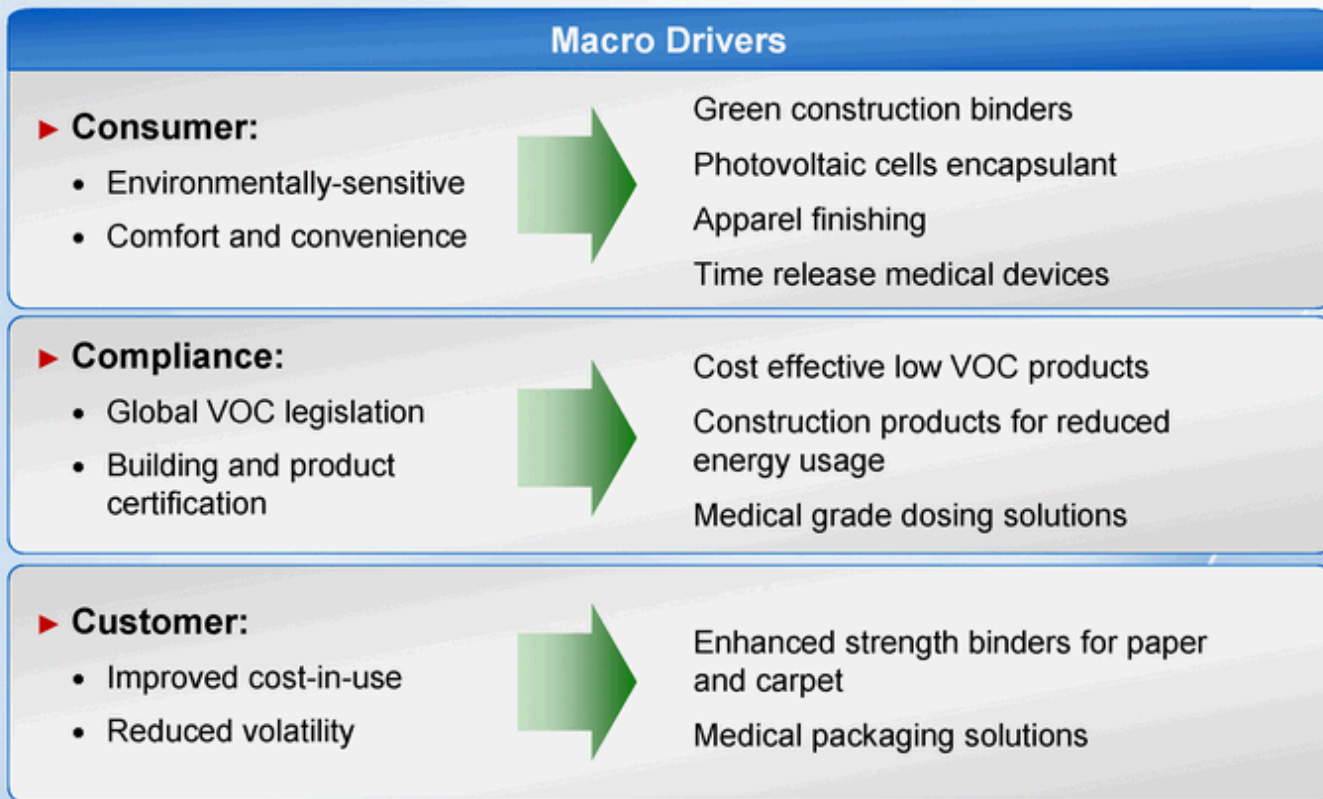 Macro Drivers
► Consumer:
• Environmentally-sensitive
• Comfort and convenience
Green construction binders
Photovoltaic cells encapsulant
Apparel finishing
Time release medical devices
► Compliance:
• Global VOC legislation
• Building and product
certification
Cost effective low VOC products
Construction products for reduced
energy usage
Medical grade dosing solutions
► Customer:
• Improved cost-in-use
• Reduced volatility
Enhanced strength binders for paper
and carpet
Medical packaging solutions